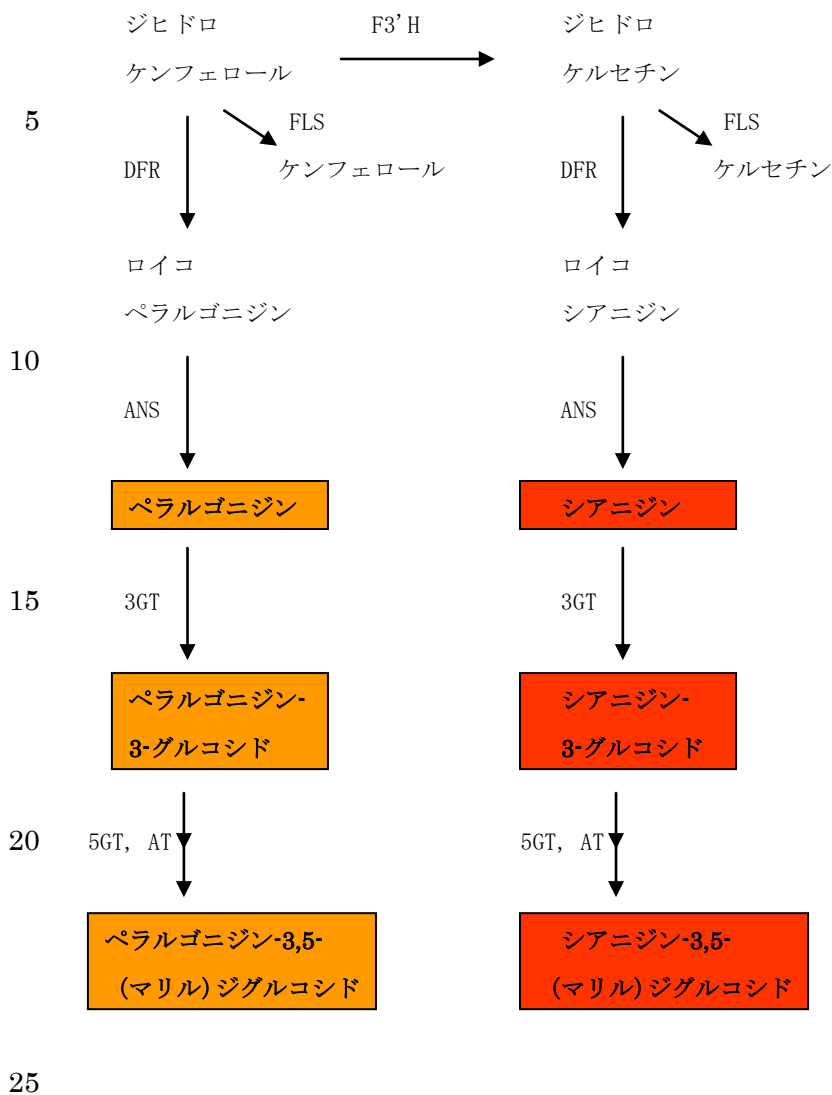 ジヒドロ F3'H ジヒドロ
ケンフェロール ケルセチン
5 FLS FLS
DFR ケンフェロール DFR ケルセチン
ロイコ ロイコ
ペラルゴニジン シアニジン
10
ANS ANS
ペラルゴニジン シアニジン
15 3GT 3GT
ペラルゴニジン- シアニジン-
3-グルコシド 3-グルコシド
20 5GT, AT 5GT, AT
ペラルゴニジン-3,5- シアニジン-3,5-
(マリル)ジグルコシド (マリル)ジグルコシド
25